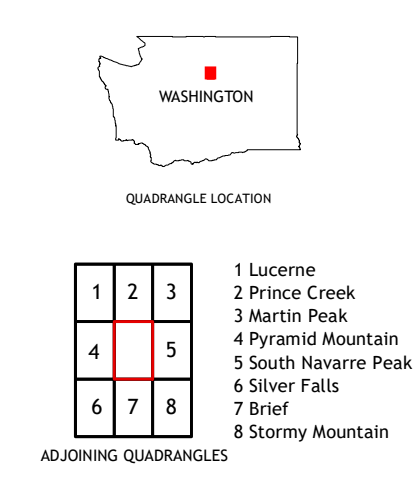 WASHINGTON
QUADRANGLE LOCATION
1 2 3
4 5
6 7 8
1 Lucerne
2 Prince Creek
3 Martin Peak
4 Pyramid Mountain
5 South Navarre Peak
6 Silver Falls
7 Brief
8 Stormy Mountain
ADJOINING QUADRANGLES